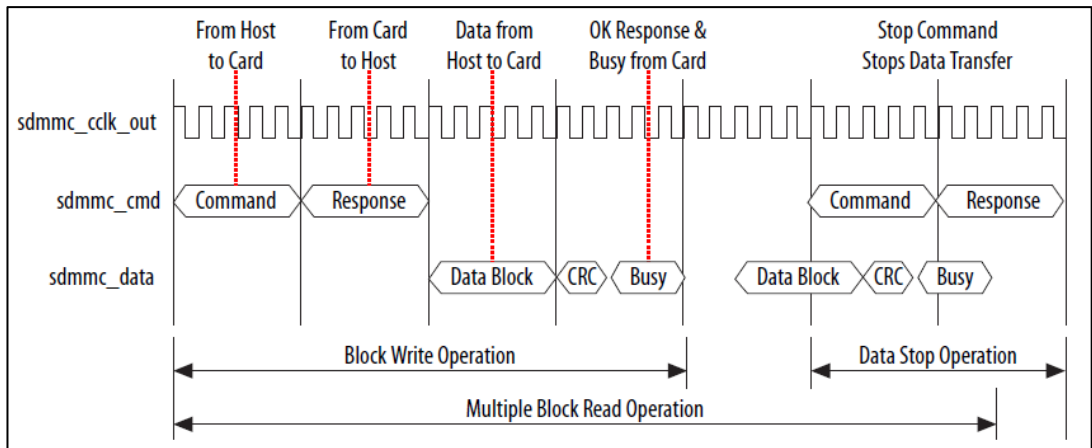 From Host
to Card
From Card
to Host
Data from
Host to Card
OK Response &
Busy from Card
Stop Command
Stops Data Transfer
sdmmc_cclk_out
sdmmc_cmd
Command
Response
Command
Response
sdmmc_data
Data Block
CRC
Busy
Data Block
CRC
Busy
Block Write Operation
Data Stop Operation
Multiple Block Read Operation